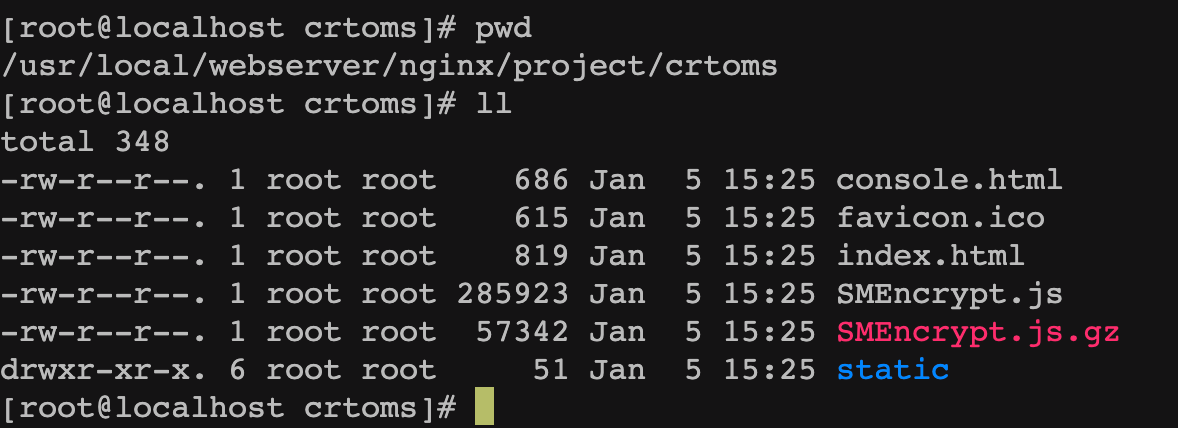 [root@localhost crtoms]# pwd
/usr/local/webserver/nginx/project/crtoms
[root@localhost crtoms]# ll
total 348
-rw-r--r--. 1 root root    686 Jan  5 15:25 console.html
-rw-r--r--. 1 root root    615 Jan  5 15:25 favicon.ico
-rw-r--r--. 1 root root    819 Jan  5 15:25 index.html
-rw-r--r--. 1 root root 285923 Jan  5 15:25 SMEncrypt.js
-rw-r--r--. 1 root root  57342 Jan  5 15:25 SMEncrypt.js.gz
drwxr-xr-x. 6 root root     51 Jan  5 15:25 static
[root@localhost crtoms]#